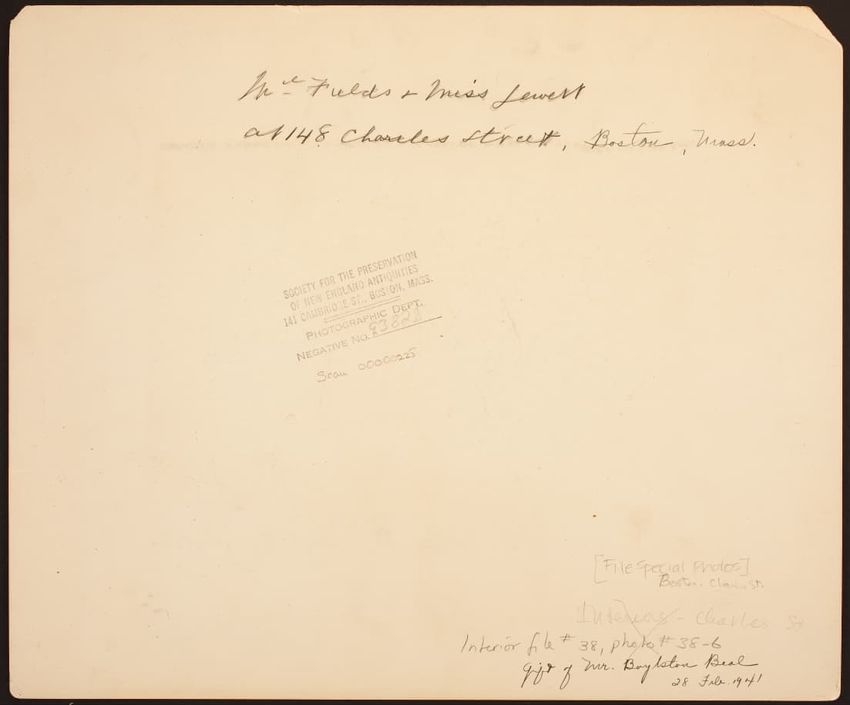 Mrs. Fields & Miss Jewett
at 148 Charles Street, Boston, Mass.
SOCIETY FOR THE PRESERVATION
OF NEW ENGLAND ANTIQUITIES
141 CAMBRIDGE ST., BOSTON, MASS.
PHOTOGRAPHIC DEPT.
NEGATIVE NO.
Scan 00000225
[File Special Photos]
Boston. Charles St.
Interiors - Charles St
Interior file # 38, photo # 38-6
gift of Mr. Boylston Beal
28 Feb. 1941